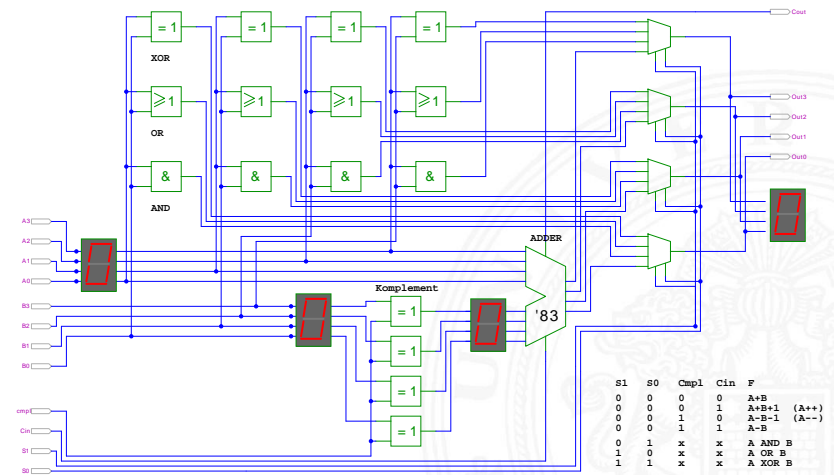 Cout
= 1 = 1 = 1 = 1
XOR
≥1 ≥1 ≥1 ≥1
OR
Out3
Out2
Out1
Out0
& & & &
AND
A3
A2
A1
A0
ADDER
Komplement
B3
B2
B1
B0
= 1
= 1
= 1
= 1
'83
cmpl
Cin
S1
S0
S1 S0 Cmpl Cin F
0 0 0 0 A+B
0 0 0 1 A+B+1 (A++)
0 0 1 0 A-B-1 (A--)
0 0 1 1 A-B
0 1 x x A AND B
1 0 x x A OR B
1 1 x x A XOR B